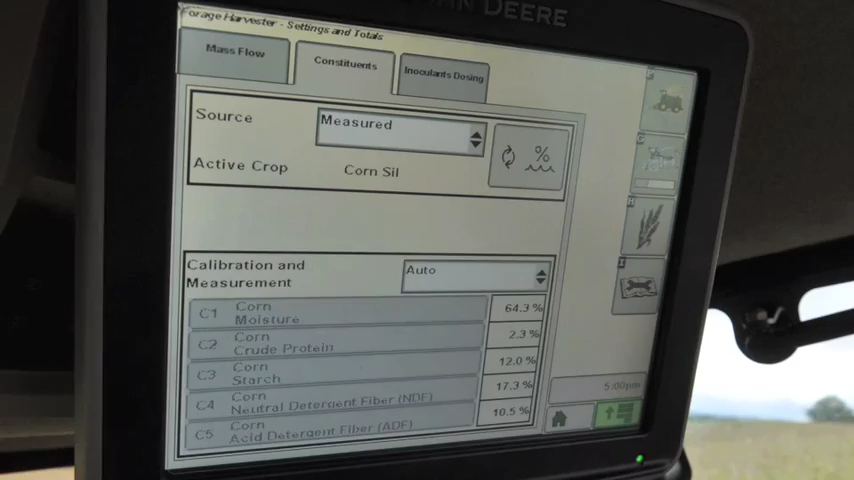 DEERE
Forage Harvester - Settings and Totals
Mass Flow
Constituents
Inoculants Dosing
Source
Measured
%
Active Crop
Corn Sil
Calibration and
Measurement
Auto
C1 Corn
Moisture
64.3 %
C2 Corn
Crude Protein
2.3 %
C3 Corn
Starch
12.0 %
C4 Corn
Neutral Detergent Fiber (NDF)
17.3 %
C5 Corn
Acid Detergent Fiber (ADF)
10.5 %
G
H
I
5:00pm